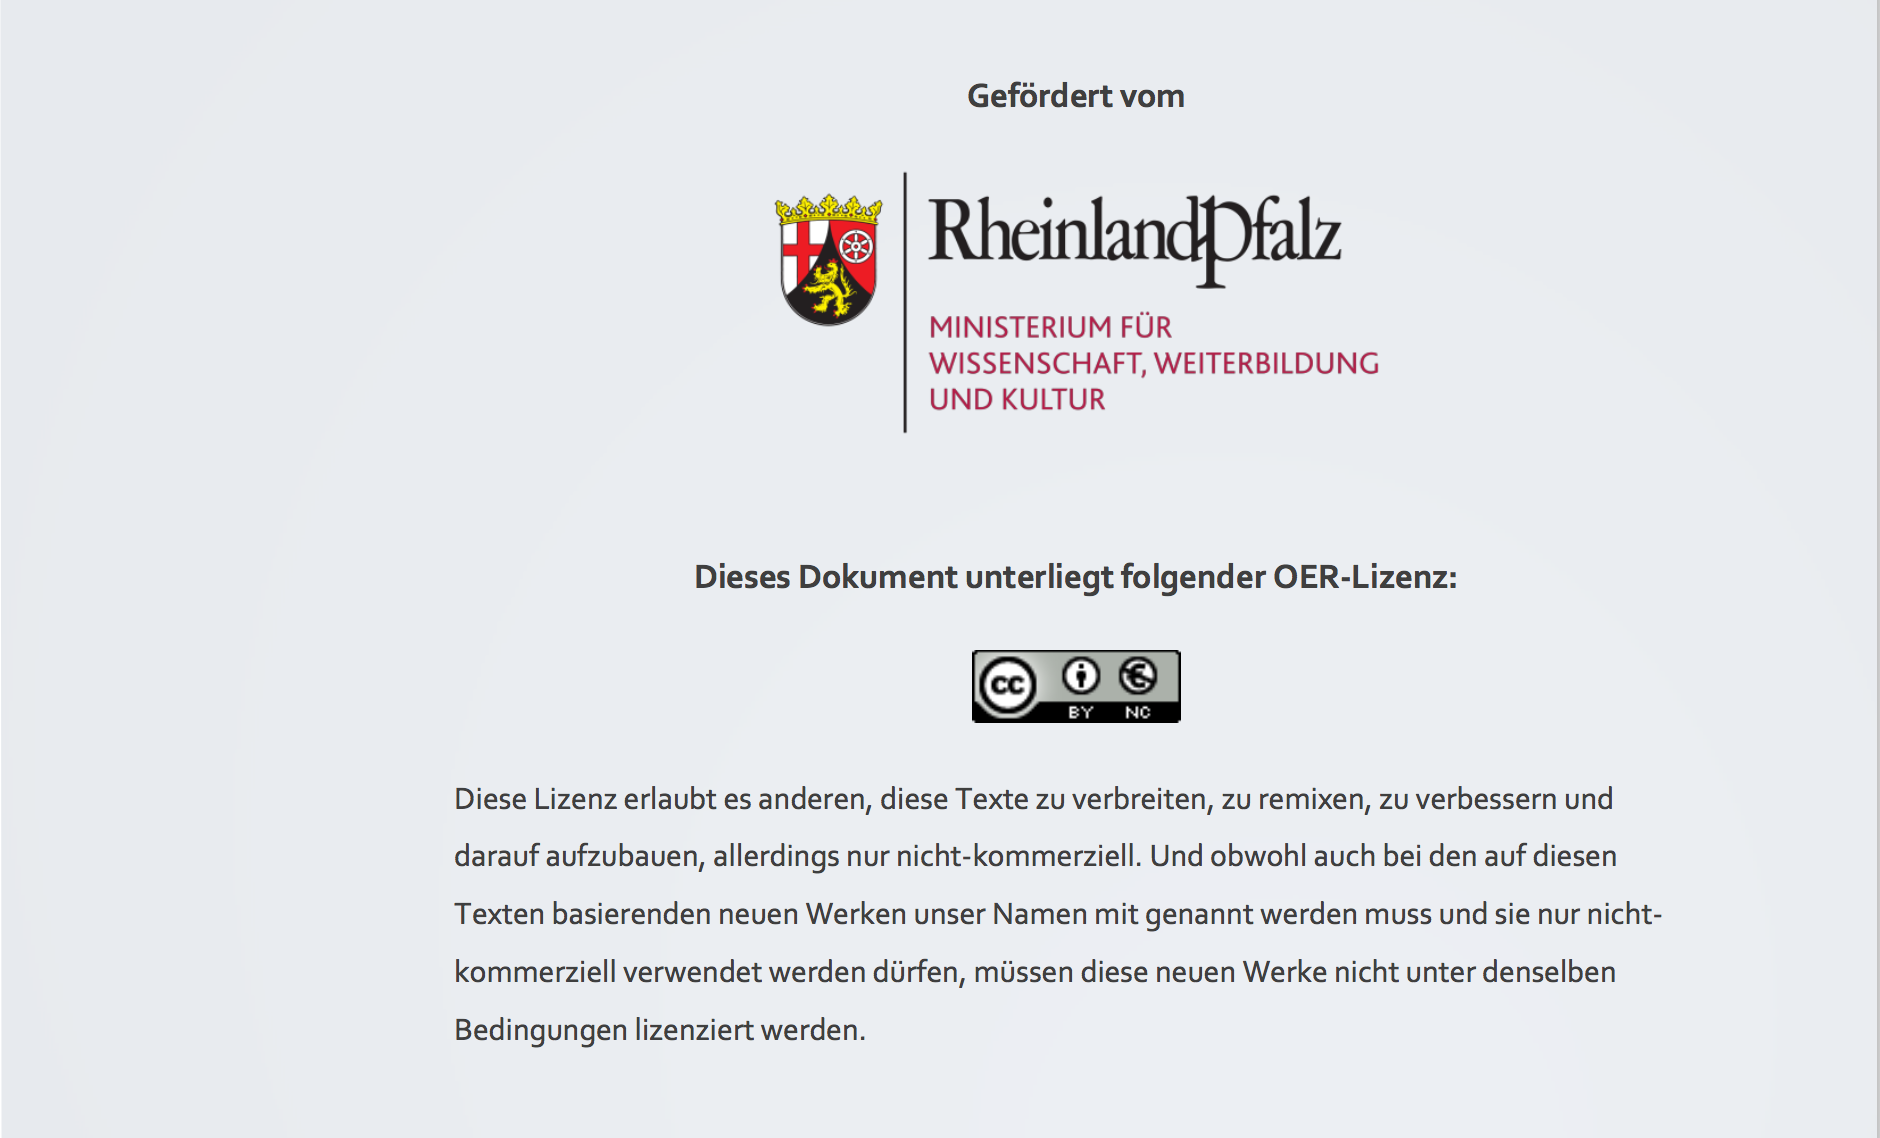 Gefördert vom
RheinlandPfalz
MINISTERIUM FÜR
WISSENSCHAFT, WEITERBILDUNG
UND KULTUR
Dieses Dokument unterliegt folgender OER-Lizenz:
cc BY NC
Diese Lizenz erlaubt es anderen, diese Texte zu verbreiten, zu remixen, zu verbessern und
darauf aufzubauen, allerdings nur nicht-kommerziell. Und obwohl auch bei den auf diesen
Texten basierenden neuen Werken unser Namen mit genannt werden muss und sie nur nicht-
kommerziell verwendet werden dürfen, müssen diese neuen Werke nicht unter denselben
Bedingungen lizenziert werden.